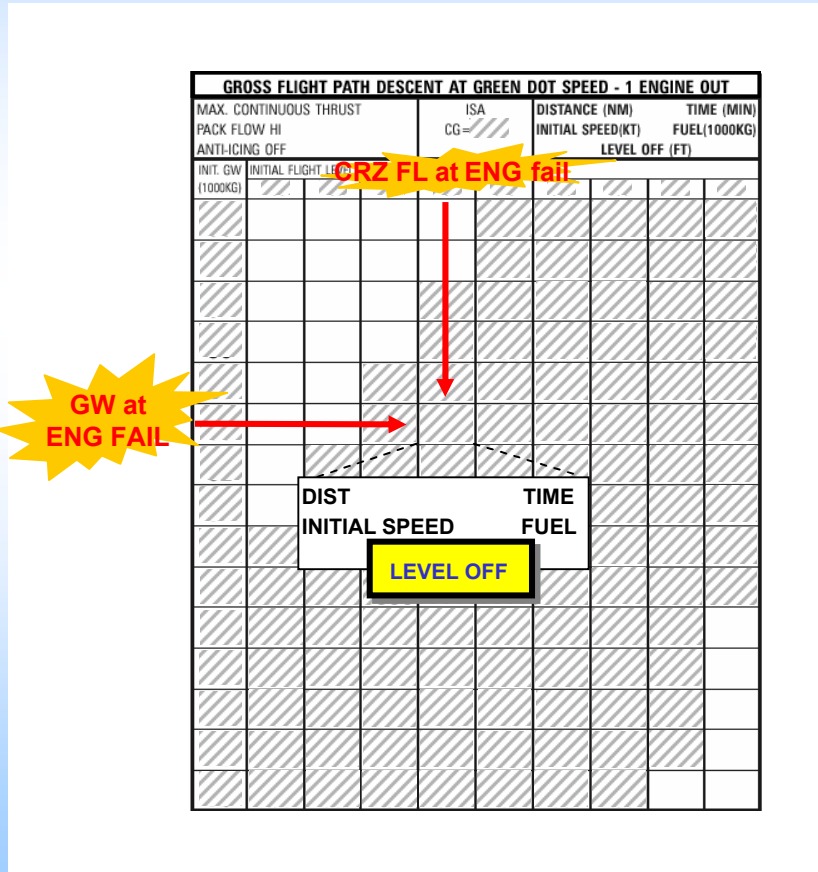 GROSS FLIGHT PATH DESCENT AT GREEN DOT SPEED - 1 ENGINE OUT
MAX. CONTINUOUS THRUST ISA DISTANCE (NM) TIME (MIN)
PACK FLOW HI CG= INITIAL SPEED(KT) FUEL(1000KG)
ANTI-ICING OFF LEVEL OFF (FT)
INIT. GW INITIAL FLIGHT LEVEL
(1000KG)
CRZ FL at ENG fail
GW at
ENG FAIL
DIST TIME
INITIAL SPEED FUEL
LEVEL OFF